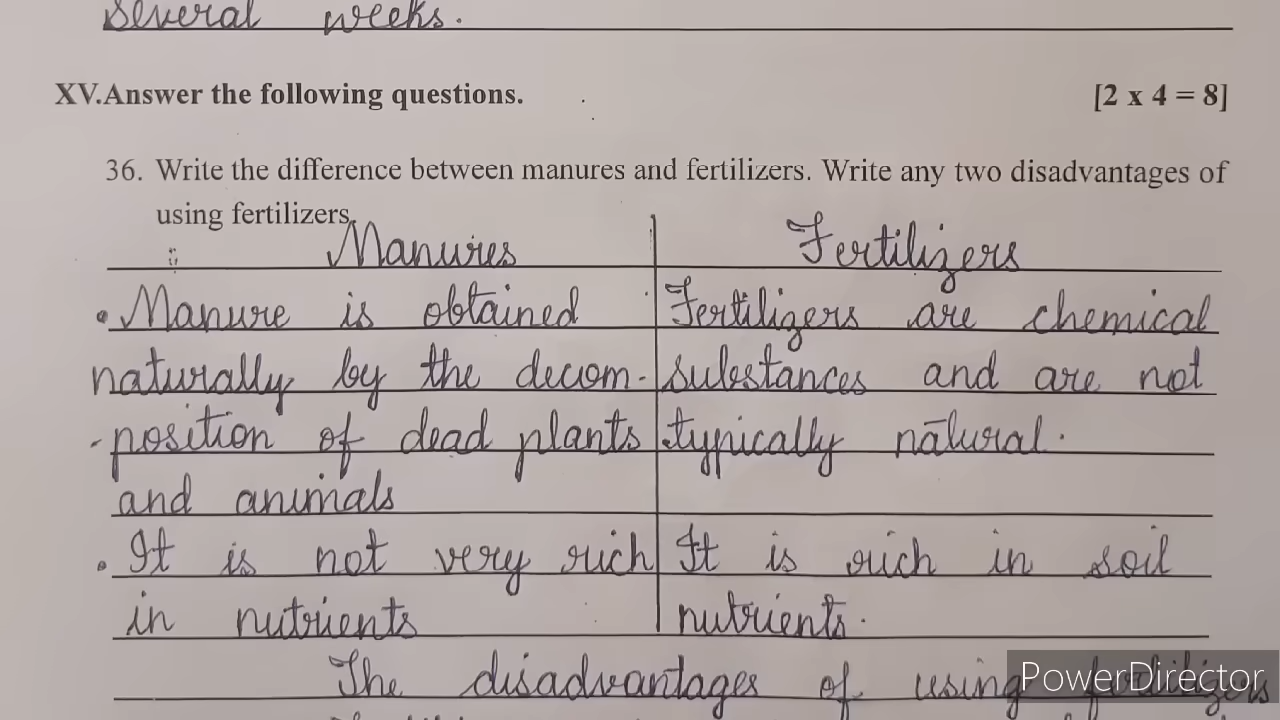 several weeks.
XV.Answer the following questions. [2 x 4 = 8]
36. Write the difference between manures and fertilizers. Write any two disadvantages of
using fertilizers.
Manures Fertilizers
• Manure is obtained Fertilizers are chemical
naturally by the decom- substances and are not
-position of dead plants typically natural.
and animals
• It is not very rich It is rich in soil
in nutrients nutrients.
The disadvantages of using fertilizers
PowerDirector